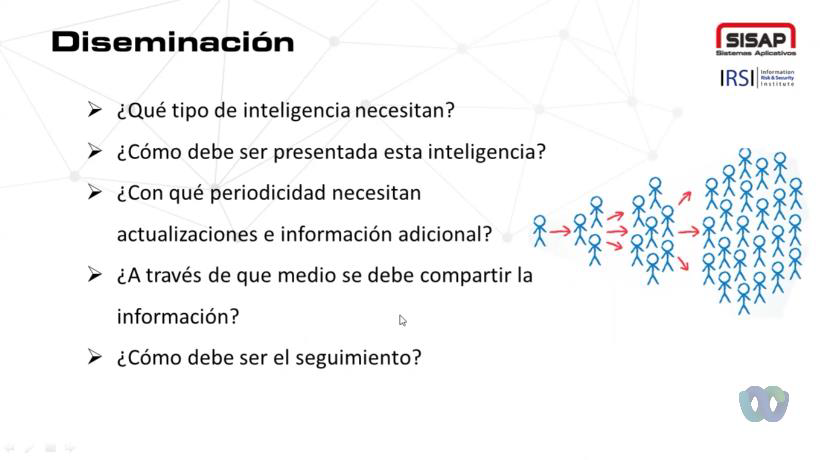 Diseminación
SISAP
Sistemas Aplicativos
IRSI
Information
Risk & Security
Institute
¿Qué tipo de inteligencia necesitan?
¿Cómo debe ser presentada esta inteligencia?
¿Con qué periodicidad necesitan
actualizaciones e información adicional?
¿A través de que medio se debe compartir la
información?
¿Cómo debe ser el seguimiento?